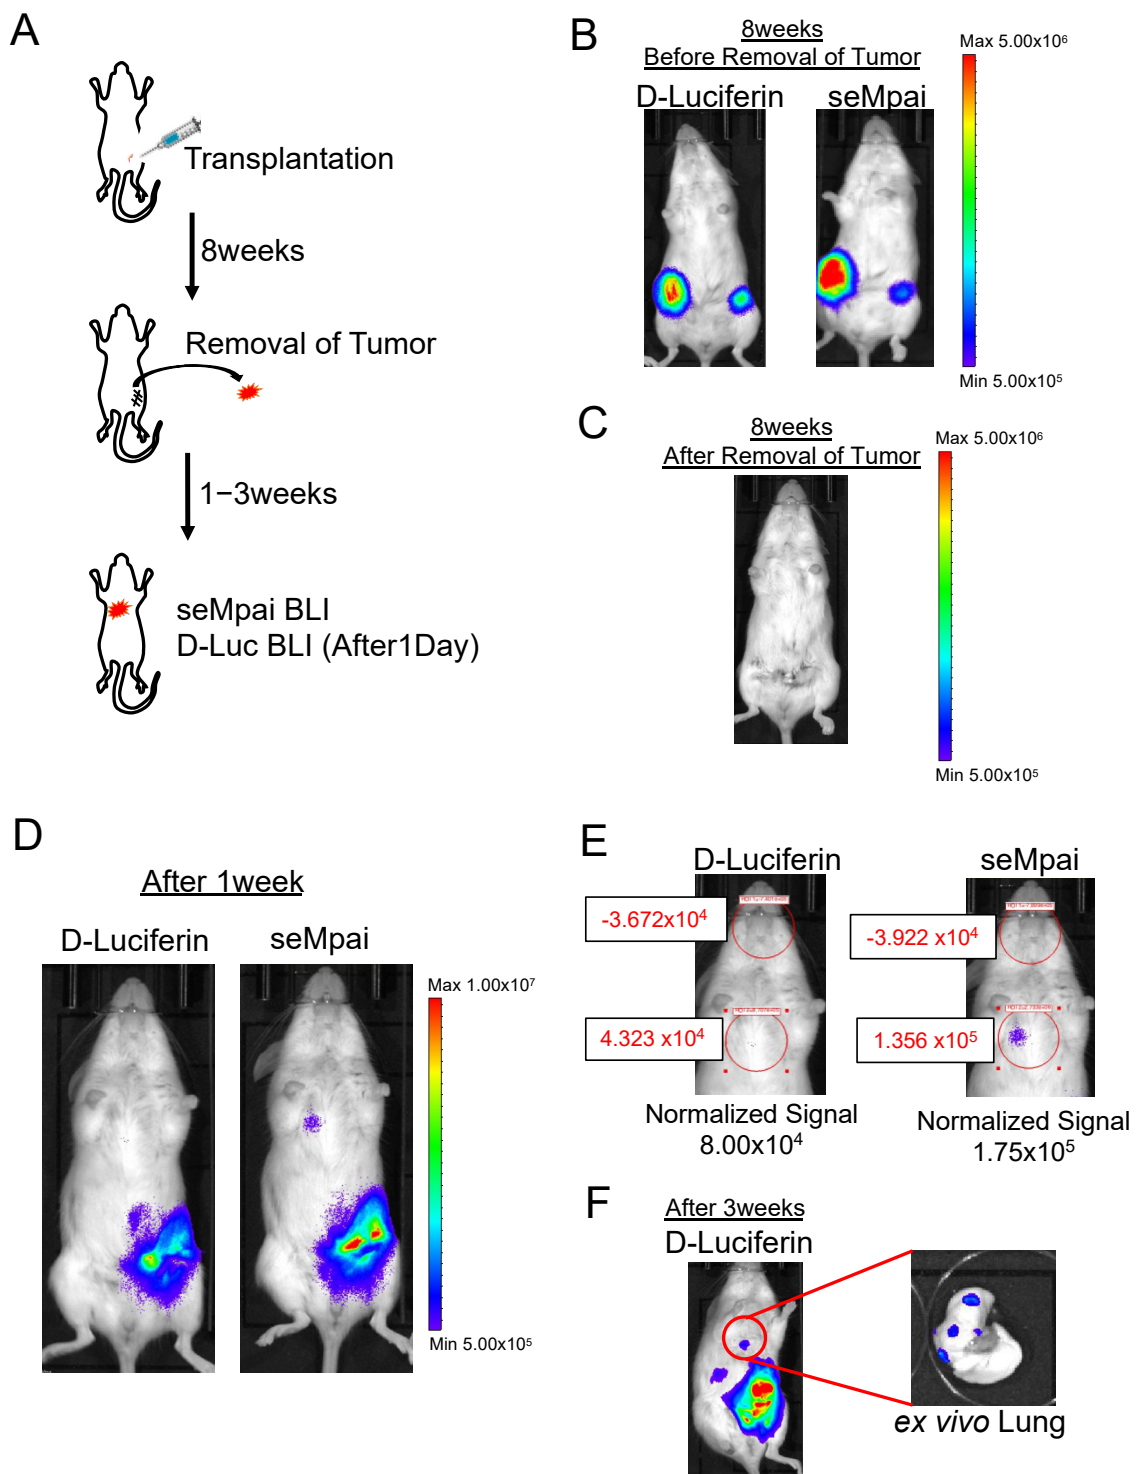 A
Transplantation
8weeks
Removal of Tumor
1−3weeks
seMpai BLI
D-Luc BLI (After1Day)
B
8weeks
Before Removal of Tumor
D-Luciferin
seMpai
Max 5.00x10⁶
Min 5.00x10⁵
C
8weeks
After Removal of Tumor
Max 5.00x10⁶
Min 5.00x10⁵
D
After 1week
D-Luciferin
seMpai
Max 1.00x10⁷
Min 5.00x10⁵
E
D-Luciferin
seMpai
-3.672x10⁴
-3.922 x10⁴
4.323 x10⁴
1.356 x10⁵
Normalized Signal
8.00x10⁴
Normalized Signal
1.75x10⁵
F
After 3weeks
D-Luciferin
ex vivo Lung